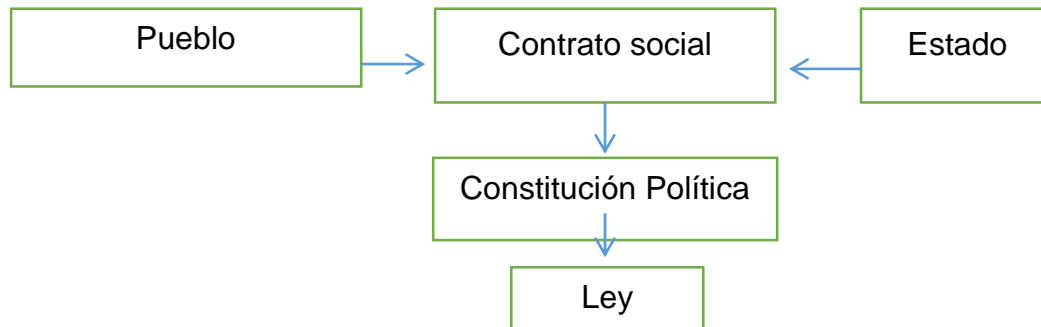 Pueblo
Contrato social
Estado
Constitución Política
Ley